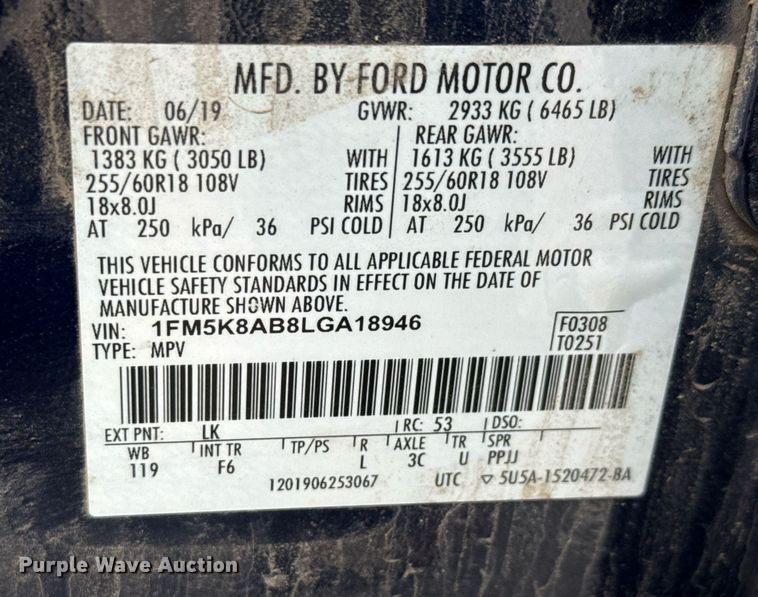 MFD. BY FORD MOTOR CO.
DATE: 06/19 GVWR: 2933 KG ( 6465 LB)
FRONT GAWR: REAR GAWR:
1383 KG ( 3050 LB) WITH 1613 KG ( 3555 LB) WITH
255/60R18 108V TIRES 255/60R18 108V TIRES
18x8.0J RIMS 18x8.0J RIMS
AT 250 kPa/ 36 PSI COLD AT 250 kPa/ 36 PSI COLD
THIS VEHICLE CONFORMS TO ALL APPLICABLE FEDERAL MOTOR
VEHICLE SAFETY STANDARDS IN EFFECT ON THE DATE OF
MANUFACTURE SHOWN ABOVE.
VIN: 1FM5K8AB8LGA18946 F0308
TYPE: MPV T0251
EXT PNT: LK RC: 53 DSO:
WB INT TR TP/PS R AXLE TR SPR
119 F6 L 3C U PPJJ
1201906253067 UTC ▽ 5U5A-1520472-BA
Purple Wave Auction